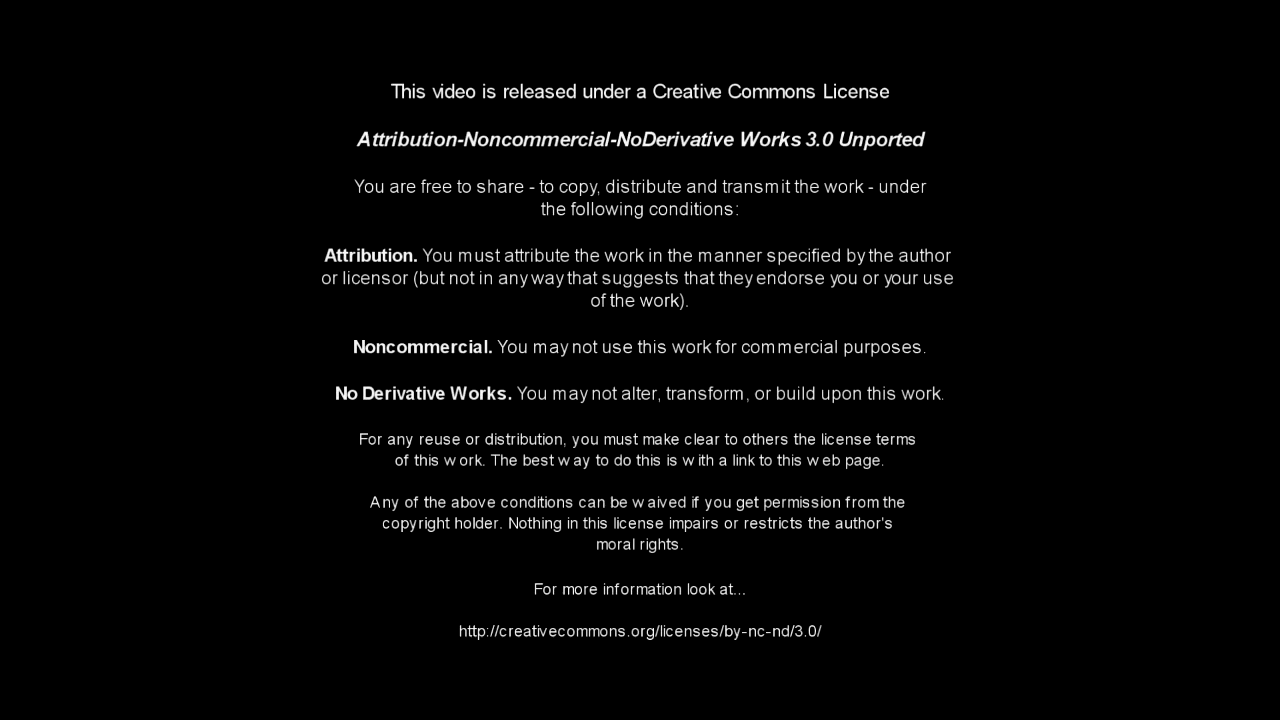 This video is released under a Creative Commons License
Attribution-Noncommercial-NoDerivative Works 3.0 Unported
You are free to share - to copy, distribute and transmit the work - under
the following conditions:
Attribution. You must attribute the work in the manner specified by the author
or licensor (but not in any way that suggests that they endorse you or your use
of the work).
Noncommercial. You may not use this work for commercial purposes.
No Derivative Works. You may not alter, transform, or build upon this work.
For any reuse or distribution, you must make clear to others the license terms
of this work. The best way to do this is with a link to this web page.
Any of the above conditions can be waived if you get permission from the
copyright holder. Nothing in this license impairs or restricts the author's
moral rights.
For more information look at...
http://creativecommons.org/licenses/by-nc-nd/3.0/